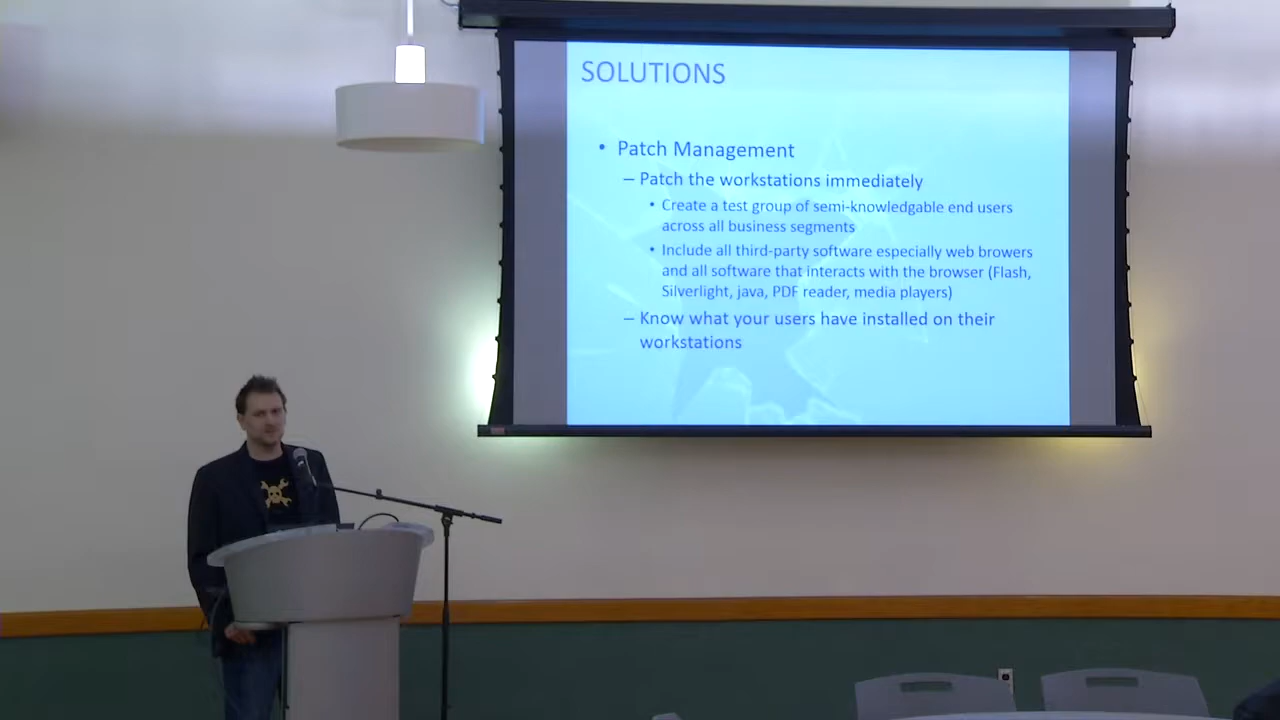 SOLUTIONS
• Patch Management
– Patch the workstations immediately
• Create a test group of semi-knowledgable end users
across all business segments
• Include all third-party software especially web browers
and all software that interacts with the browser (Flash,
Silverlight, java, PDF reader, media players)
– Know what your users have installed on their
workstations